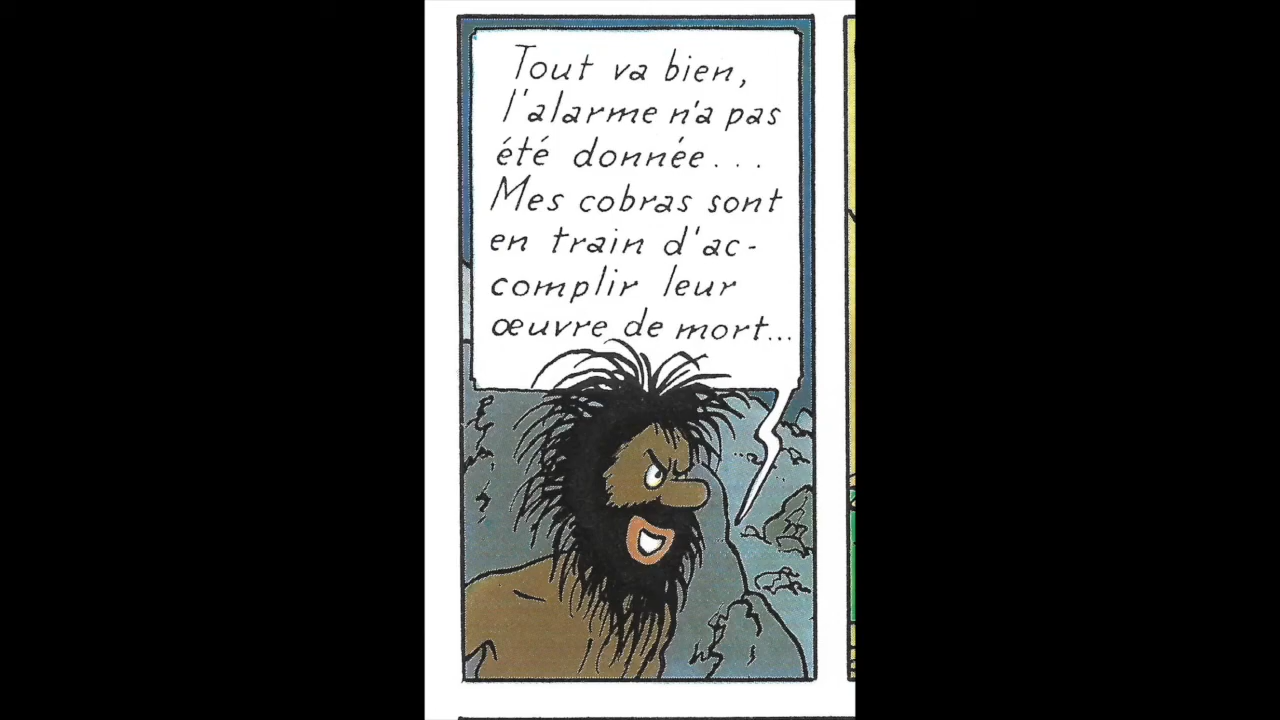 Tout va bien,
l'alarme n'a pas
été donnée...
Mes cobras sont
en train d'ac-
complir leur
œuvre de mort...